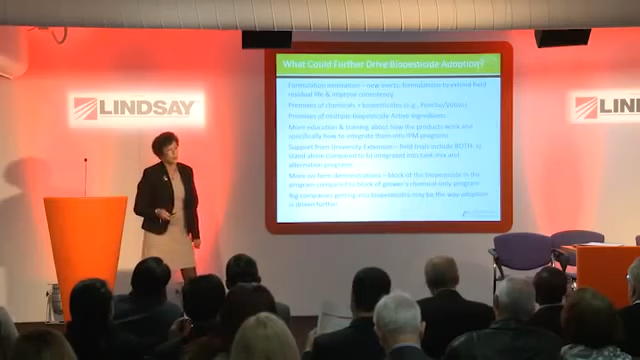 LINDSAY
LINDSAY
What Could Further Drive Biopesticide Adoption?
Formulation innovation – new inerts; formulations to extend field
residual life & improve consistency
Premixes of chemicals + biopesticides (e.g., Poncho/Votivo)
Premixes of multiple Biopesticide Active Ingredients
More education & training about how the products work and
specifically how to integrate them into IPM programs
Support from University Extension – field trials include BOTH:
stand alone compared to integrated into tank mix and
alternation programs
More on farm demonstrations – block of the biopesticide in the
program compared to block of grower's chemical-only program
Big companies getting into biopesticides may be the way adoption
is driven further